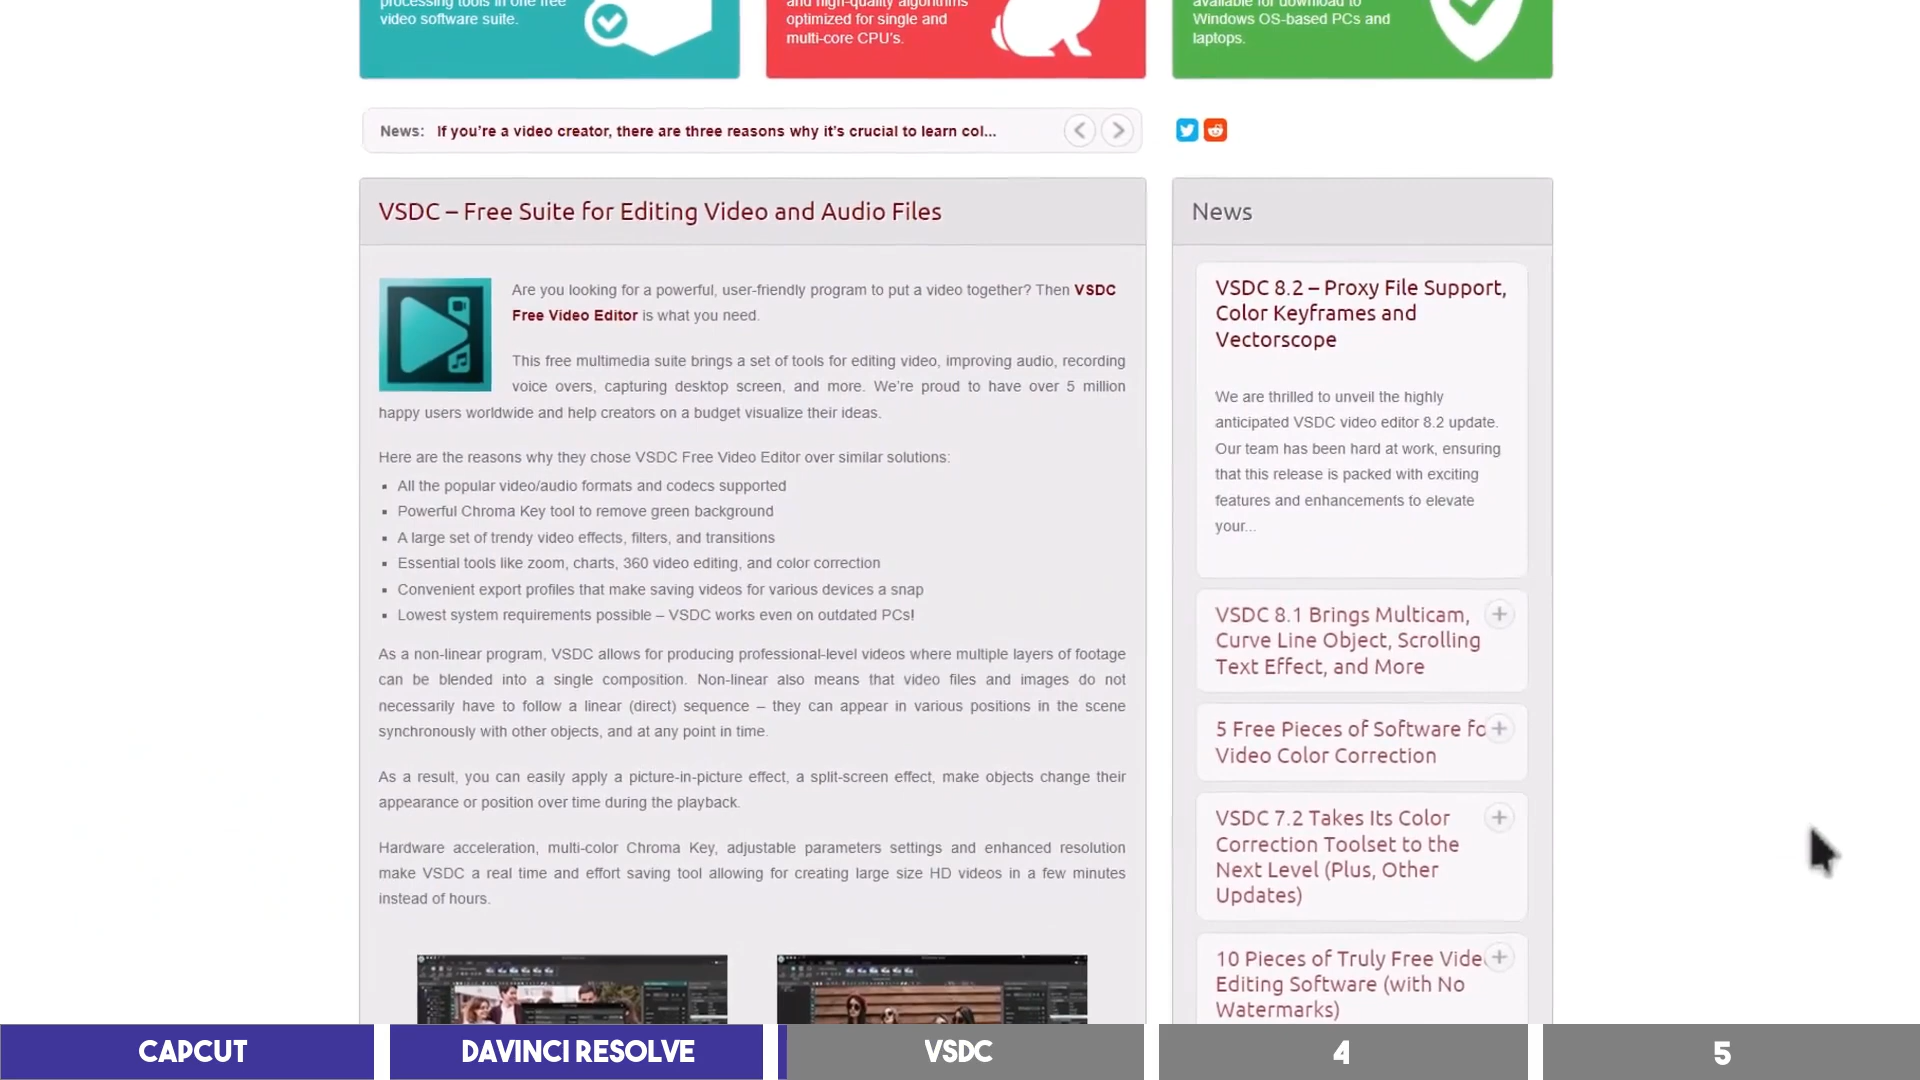 processing tools in one free
video software suite.
and high-quality algorithms
optimized for single and
multi-core CPU's.
available for download to
Windows OS-based PCs and
laptops.
News: If you're a video creator, there are three reasons why it's crucial to learn col...
VSDC – Free Suite for Editing Video and Audio Files
Are you looking for a powerful, user-friendly program to put a video together? Then VSDC
Free Video Editor is what you need.
This free multimedia suite brings a set of tools for editing video, improving audio, recording
voice overs, capturing desktop screen, and more. We're proud to have over 5 million
happy users worldwide and help creators on a budget visualize their ideas.
Here are the reasons why they chose VSDC Free Video Editor over similar solutions:
▪ All the popular video/audio formats and codecs supported
▪ Powerful Chroma Key tool to remove green background
▪ A large set of trendy video effects, filters, and transitions
▪ Essential tools like zoom, charts, 360 video editing, and color correction
▪ Convenient export profiles that make saving videos for various devices a snap
▪ Lowest system requirements possible – VSDC works even on outdated PCs!
As a non-linear program, VSDC allows for producing professional-level videos where multiple layers of footage
can be blended into a single composition. Non-linear also means that video files and images do not
necessarily have to follow a linear (direct) sequence – they can appear in various positions in the scene
synchronously with other objects, and at any point in time.
As a result, you can easily apply a picture-in-picture effect, a split-screen effect, make objects change their
appearance or position over time during the playback.
Hardware acceleration, multi-color Chroma Key, adjustable parameters settings and enhanced resolution
make VSDC a real time and effort saving tool allowing for creating large size HD videos in a few minutes
instead of hours.
News
VSDC 8.2 – Proxy File Support,
Color Keyframes and
Vectorscope
We are thrilled to unveil the highly
anticipated VSDC video editor 8.2 update.
Our team has been hard at work, ensuring
that this release is packed with exciting
features and enhancements to elevate
your...
VSDC 8.1 Brings Multicam,
Curve Line Object, Scrolling
Text Effect, and More
5 Free Pieces of Software fo
Video Color Correction
VSDC 7.2 Takes Its Color
Correction Toolset to the
Next Level (Plus, Other
Updates)
10 Pieces of Truly Free Vide
Editing Software (with No
Watermarks)
CAPCUT
DAVINCI RESOLVE
VSDC
4
5